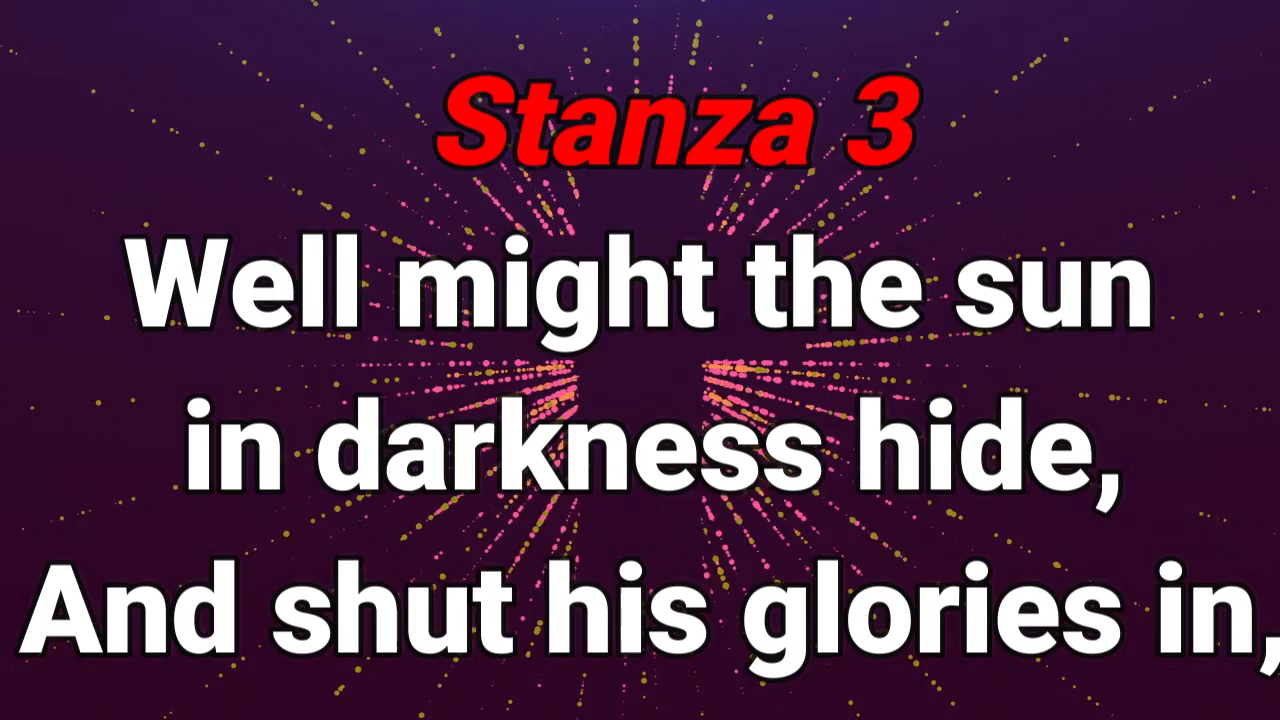 Stanza 3
Well might the sun
in darkness hide,
And shut his glories in,